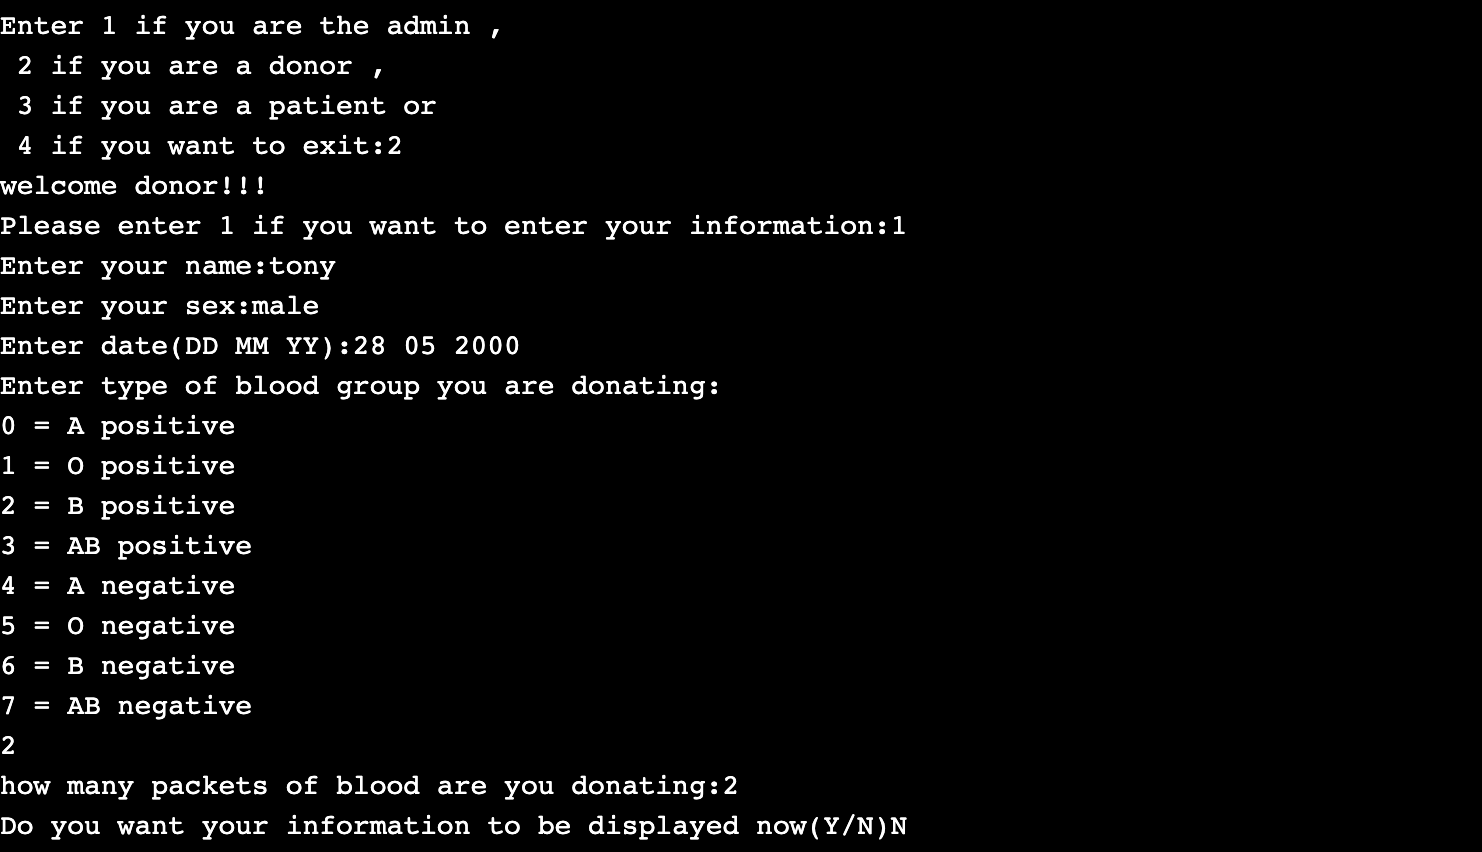 Enter 1 if you are the admin ,
 2 if you are a donor ,
 3 if you are a patient or
 4 if you want to exit:2
welcome donor!!!
Please enter 1 if you want to enter your information:1
Enter your name:tony
Enter your sex:male
Enter date(DD MM YY):28 05 2000
Enter type of blood group you are donating:
0 = A positive
1 = O positive
2 = B positive
3 = AB positive
4 = A negative
5 = O negative
6 = B negative
7 = AB negative
2
how many packets of blood are you donating:2
Do you want your information to be displayed now(Y/N)N